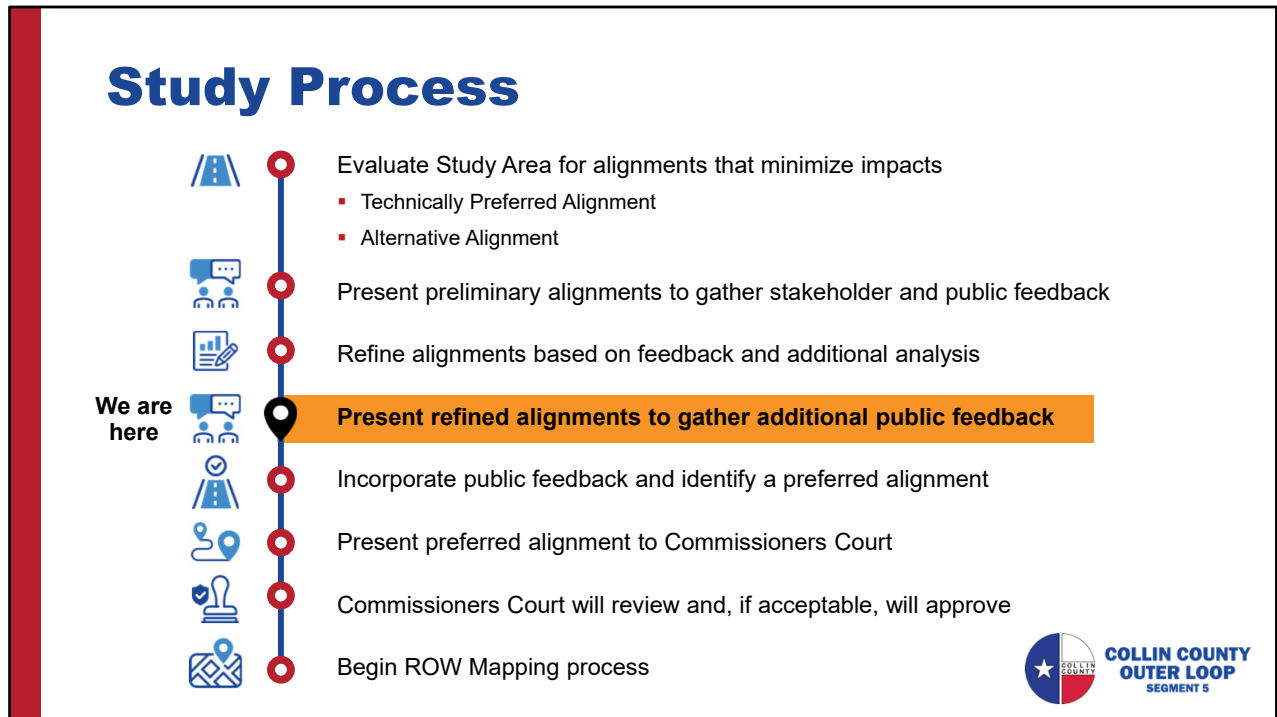 Study Process
Evaluate Study Area for alignments that minimize impacts
▪ Technically Preferred Alignment
▪ Alternative Alignment
Present preliminary alignments to gather stakeholder and public feedback
Refine alignments based on feedback and additional analysis
We are
here
Present refined alignments to gather additional public feedback
Incorporate public feedback and identify a preferred alignment
Present preferred alignment to Commissioners Court
Commissioners Court will review and, if acceptable, will approve
Begin ROW Mapping process
COLLIN
COUNTY
COLLIN COUNTY
OUTER LOOP
SEGMENT 5